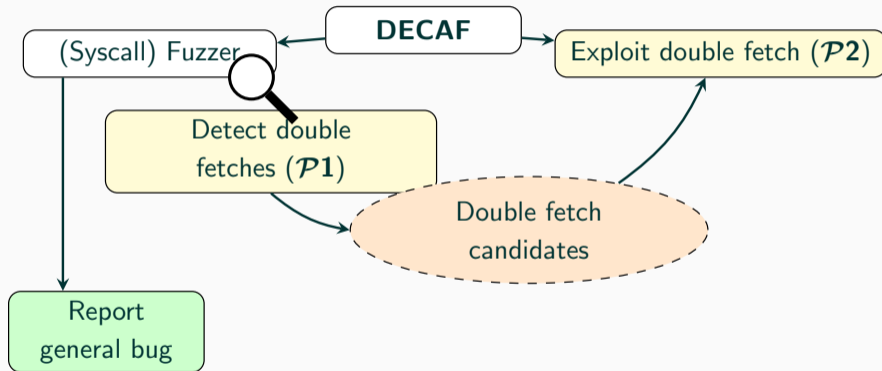 DECAF
(Syscall) Fuzzer
Exploit double fetch (𝒫2)
Detect double
fetches (𝒫1)
Double fetch
candidates
Report
general bug